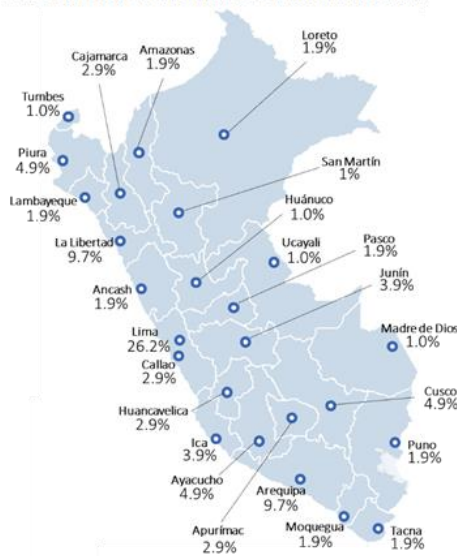 Loreto
1.9%
Amazonas
1.9%
Cajamarca
2.9%
Tumbes
1.0%
Piura
4.9%
San Martín
1%
Lambayeque
1.9%
Huánuco
1.0%
La Libertad
9.7%
Ucayali
1.0%
Pasco
1.9%
Junín
3.9%
Ancash
1.9%
Lima
26.2%
Madre de Dios
1.0%
Callao
2.9%
Huancavelica
2.9%
Cusco
4.9%
Ica
3.9%
Puno
1.9%
Ayacucho
4.9%
Arequipa
9.7%
Apurímac
2.9%
Moquegua
1.9%
Tacna
1.9%